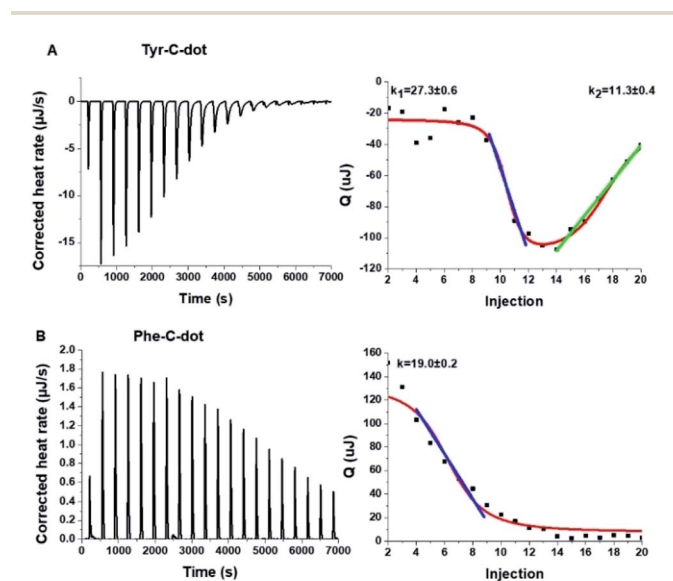 A Tyr-C-dot
Corrected heat rate (µJ/s)
0
-5
-10
-15
0 1000 2000 3000 4000 5000 6000 7000
Time (s)
k1=27.3±0.6 k2=11.3±0.4
Q (uJ)
0
-20
-40
-60
-80
-100
-120
2 4 6 8 10 12 14 16 18 20
Injection
B Phe-C-dot
Corrected heat rate (µJ/s)
2.0
1.8
1.6
1.4
1.2
1.0
0.8
0.6
0.4
0.2
0.0
0 1000 2000 3000 4000 5000 6000 7000
Time (s)
k=19.0±0.2
Q (uJ)
160
140
120
100
80
60
40
20
0
2 4 6 8 10 12 14 16 18 20
Injection